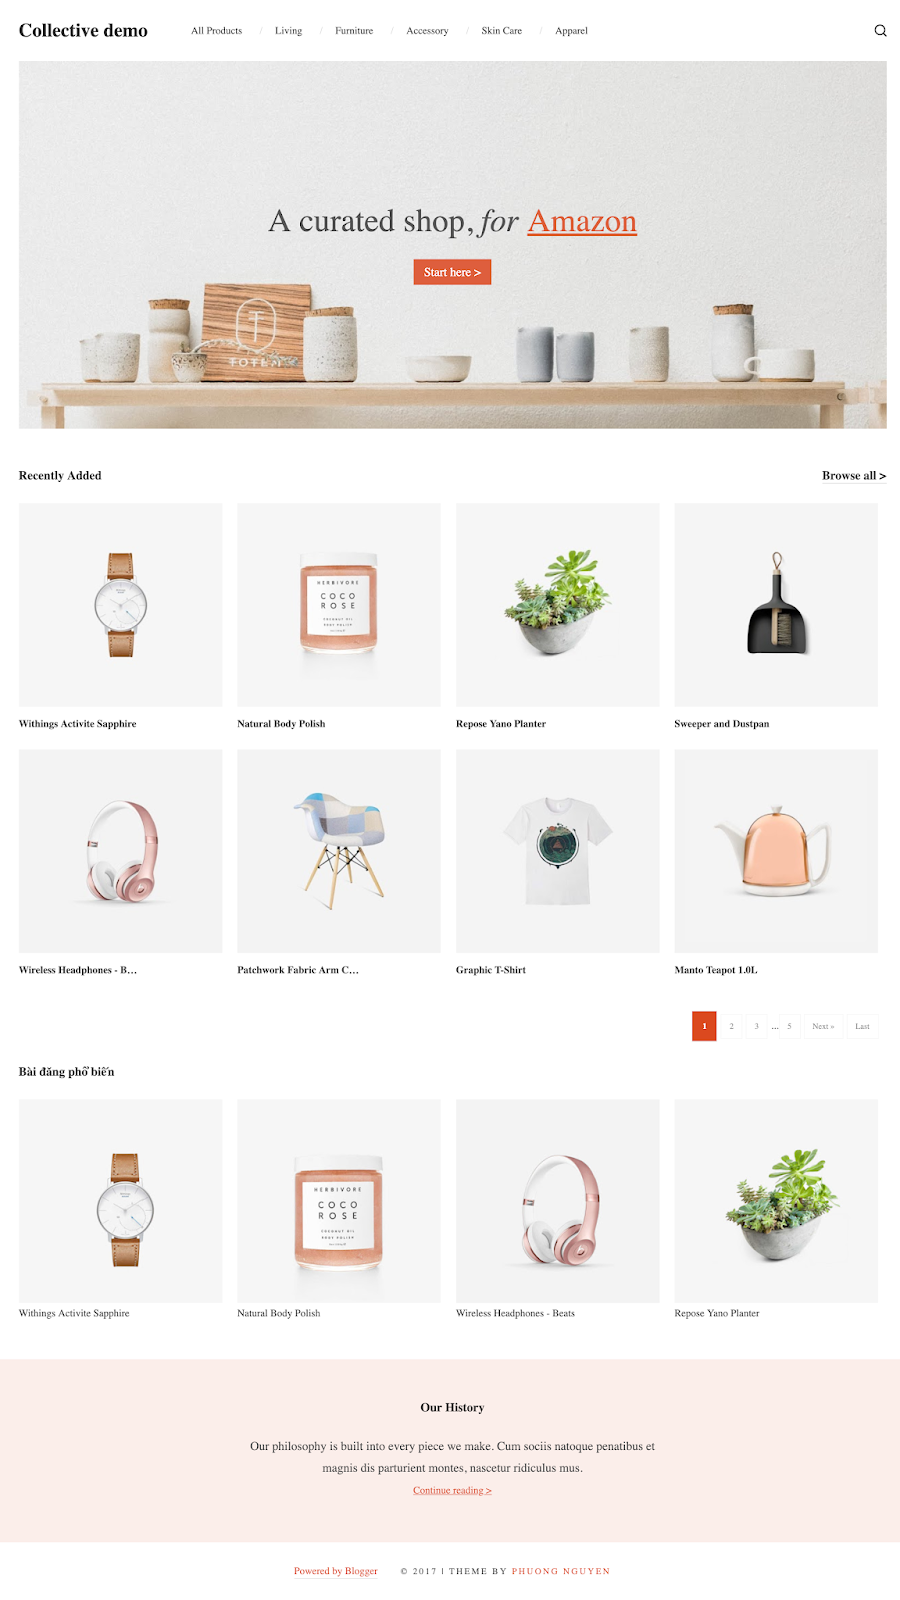 Collective demo
All Products / Living / Furniture / Accessory / Skin Care / Apparel
A curated shop, for Amazon
Start here >
T
TOTEM
Recently Added
Browse all >
HERBIVORE
COCO
ROSE
COCONUT OIL
BODY POLISH
Withings Activite Sapphire
Natural Body Polish
Repose Yano Planter
Sweeper and Dustpan
Wireless Headphones - B...
Patchwork Fabric Arm C...
Graphic T-Shirt
Manto Teapot 1.0L
1 2 3 ... 5 Next » Last
Bài đăng phổ biến
HERBIVORE
COCO
ROSE
COCONUT OIL
BODY POLISH
Withings Activite Sapphire
Natural Body Polish
Wireless Headphones - Beats
Repose Yano Planter
Our History
Our philosophy is built into every piece we make. Cum sociis natoque penatibus et
magnis dis parturient montes, nascetur ridiculus mus.
Continue reading >
Powered by Blogger
© 2017 | THEME BY PHUONG NGUYEN